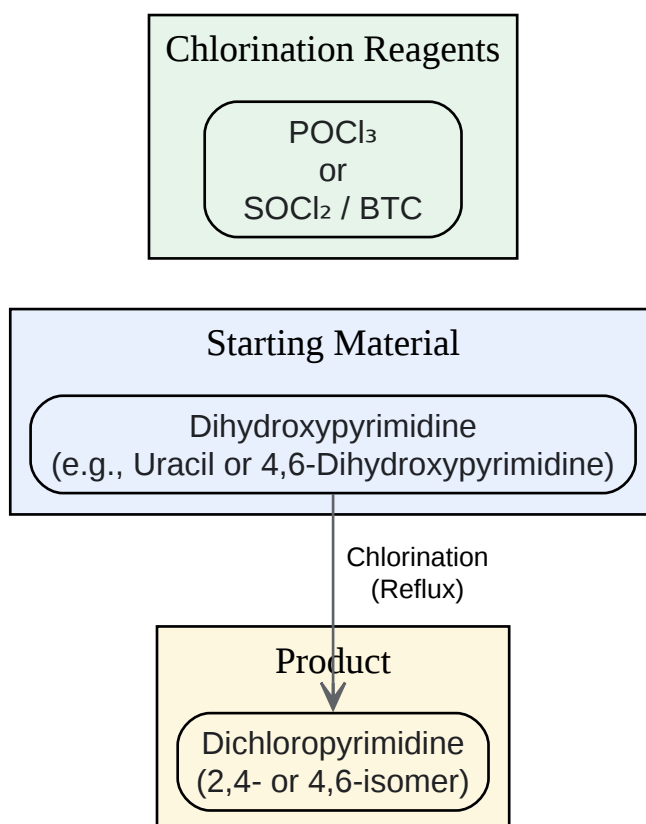 Chlorination Reagents
POCl₃
or
SOCl₂ / BTC
Starting Material
Dihydroxypyrimidine
(e.g., Uracil or 4,6-Dihydroxypyrimidine)
Chlorination
(Reflux)
Product
Dichloropyrimidine
(2,4- or 4,6-isomer)